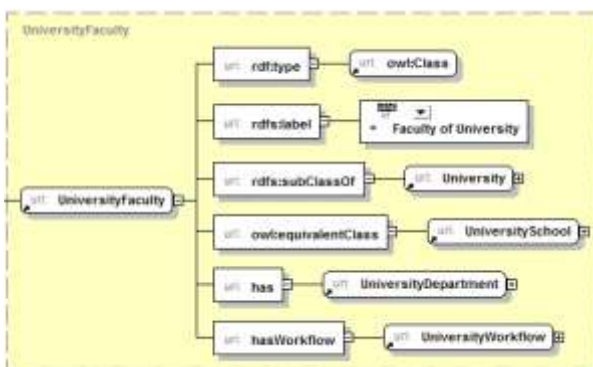 UniversityFaculty
uri rdf:type uri owl:Class
uri rdfs:label Faculty of University
uri rdfs:subClassOf uri University
uri UniversityFaculty
uri owl:equivalentClass uri UniversitySchool
uri has uri UniversityDepartment
uri hasWorkflow uri UniversityWorkflow